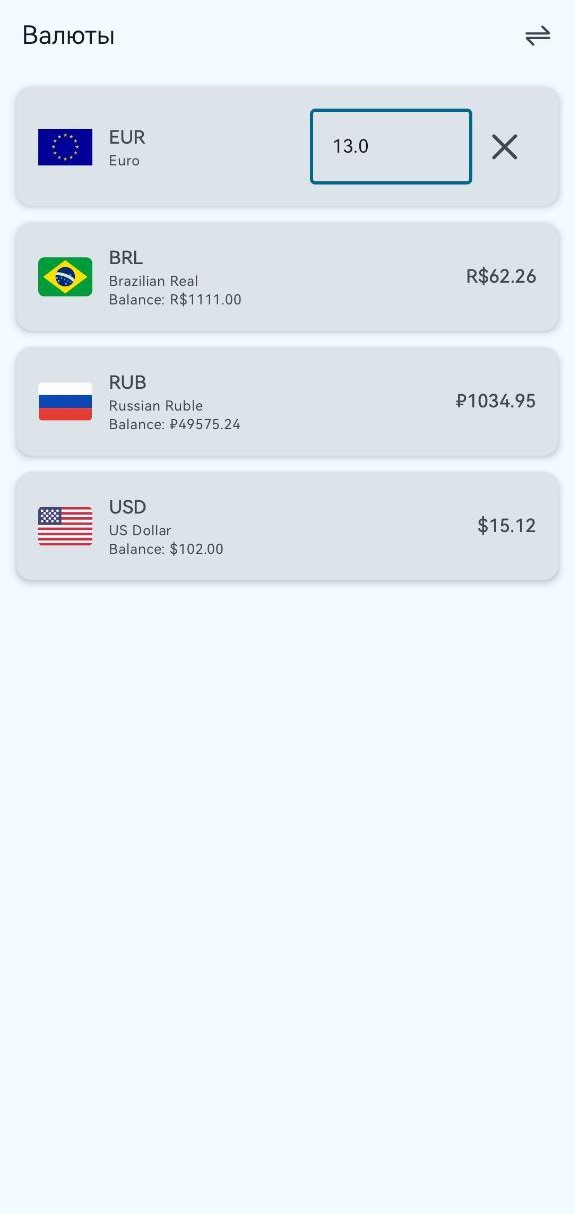 Валюты
EUR
Euro
13.0
BRL
Brazilian Real
Balance: R$1111.00
R$62.26
RUB
Russian Ruble
Balance: ₽49575.24
₽1034.95
USD
US Dollar
Balance: $102.00
$15.12